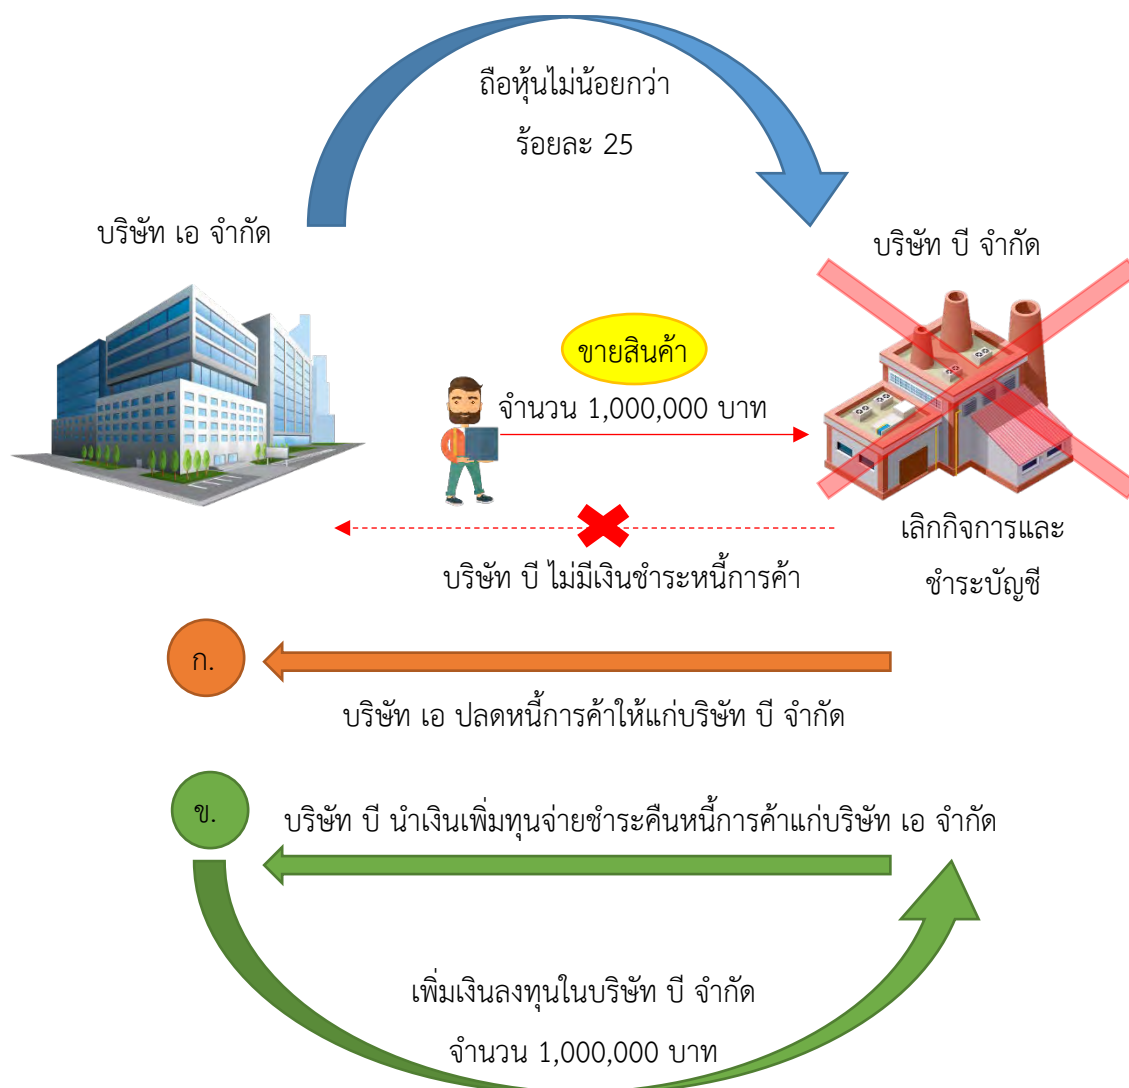 ถือหุ้นไม่น้อยกว่า
ร้อยละ 25
บริษัท เอ จำกัด
บริษัท บี จำกัด
ขายสินค้า
จำนวน 1,000,000 บาท
เลิกกิจการและ
ชำระบัญชี
บริษัท บี ไม่มีเงินชำระหนี้การค้า
ก.
บริษัท เอ ปลดหนี้การค้าให้แก่บริษัท บี จำกัด
ข.
บริษัท บี นำเงินเพิ่มทุนจ่ายชำระคืนหนี้การค้าแก่บริษัท เอ จำกัด
เพิ่มเงินลงทุนในบริษัท บี จำกัด
จำนวน 1,000,000 บาท